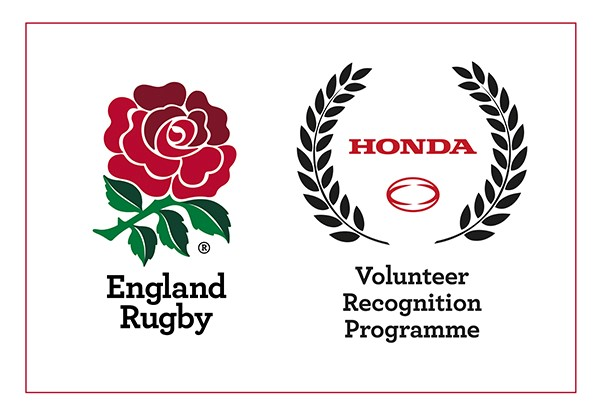 ®
England
Rugby
HONDA
Volunteer
Recognition
Programme